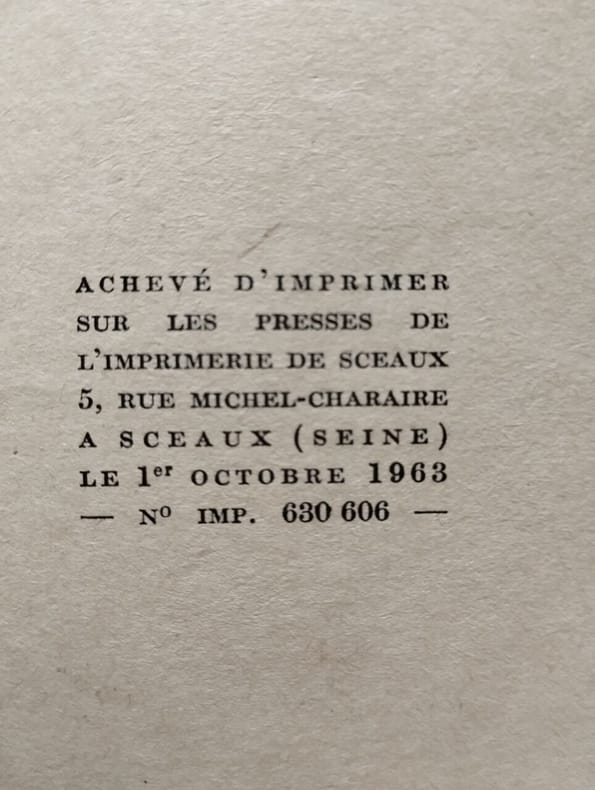 ACHEVÉ D'IMPRIMER
SUR LES PRESSES DE
L'IMPRIMERIE DE SCEAUX
5, RUE MICHEL-CHARAIRE
A SCEAUX (SEINE)
LE 1er OCTOBRE 1963
— No IMP. 630 606 —